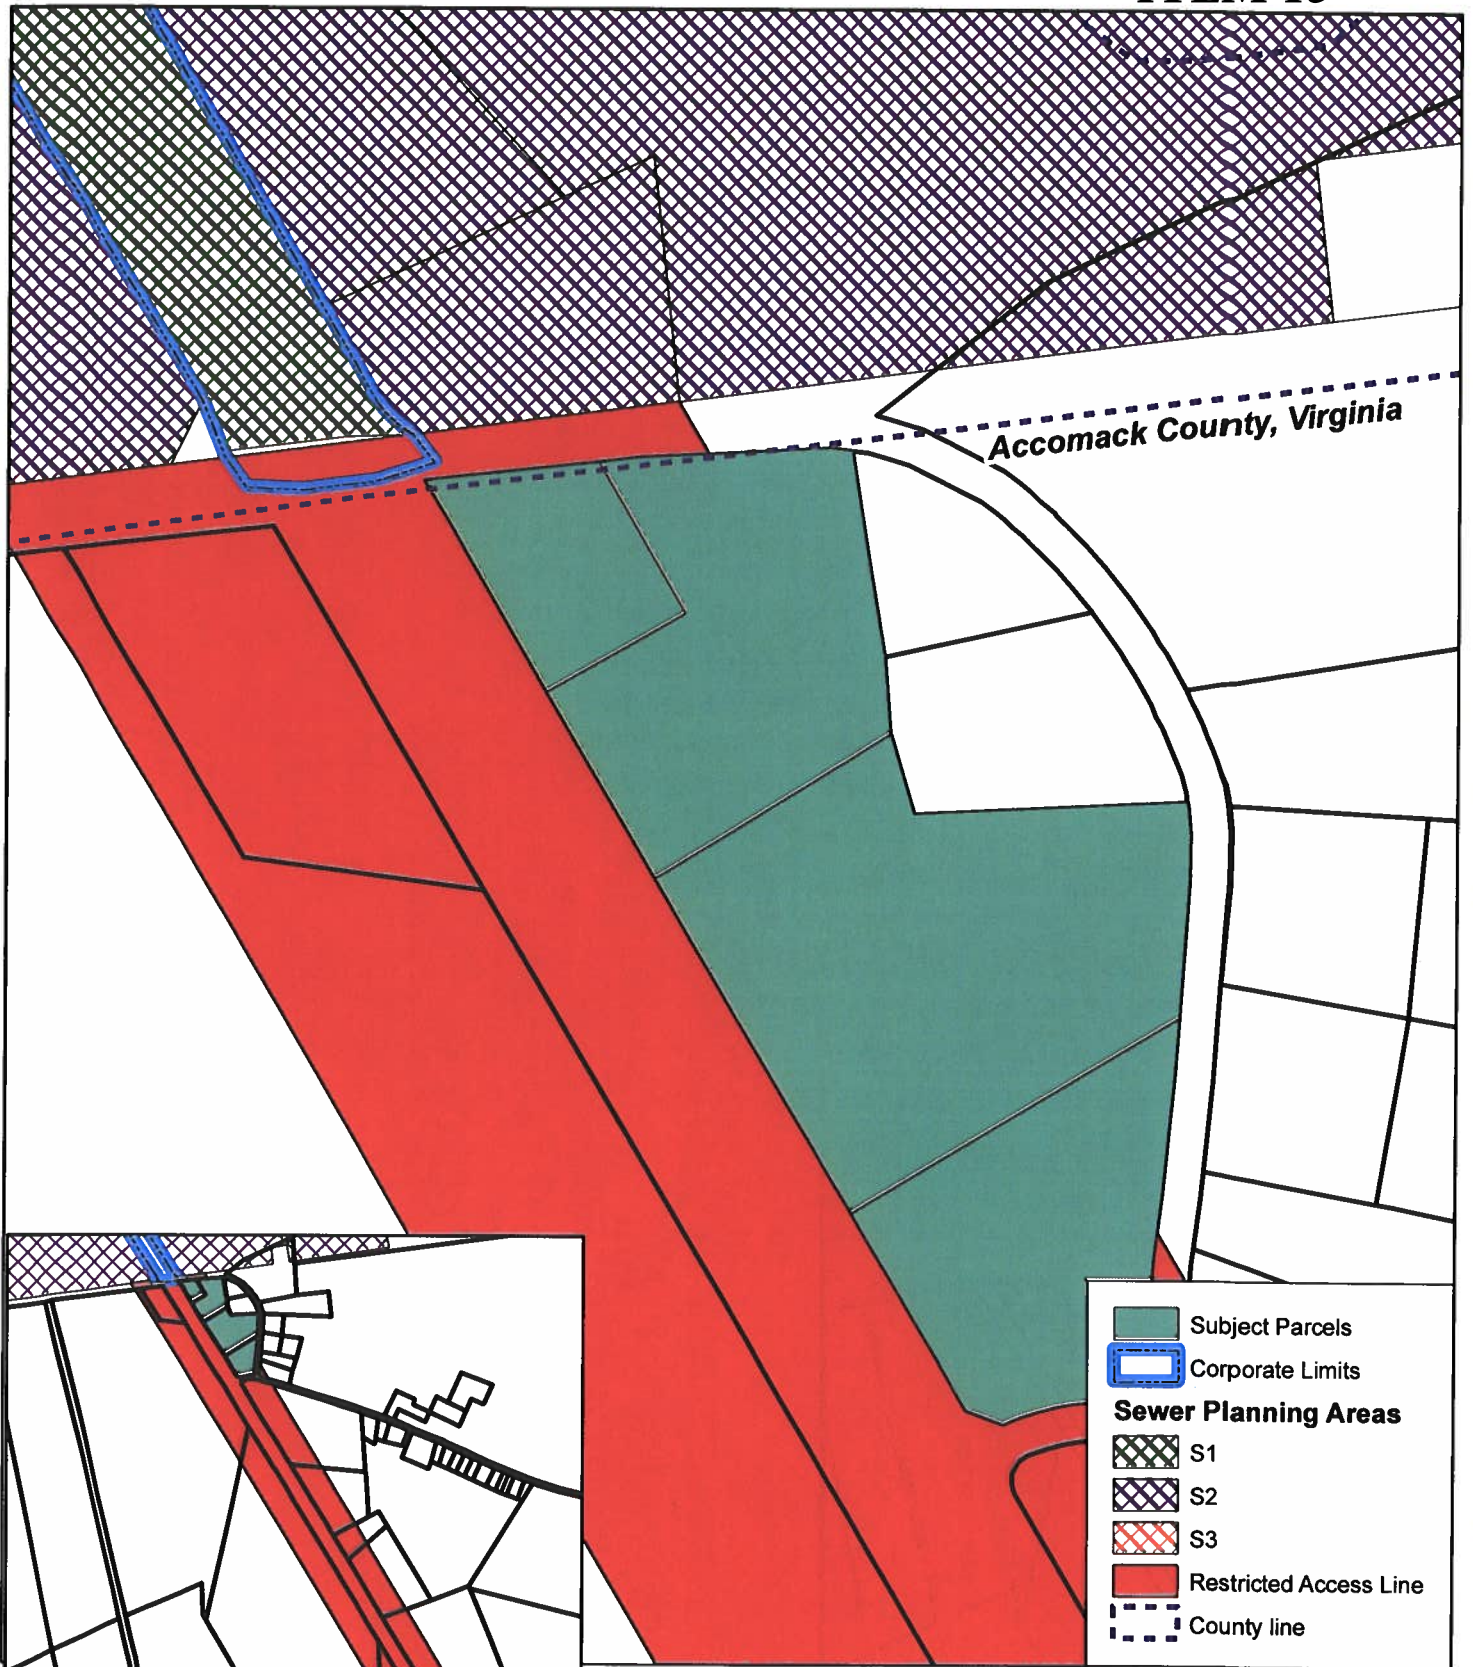 Accomack County, Virginia
Subject Parcels
Corporate Limits
Sewer Planning Areas
S1
S2
S3
Restricted Access Line
County line